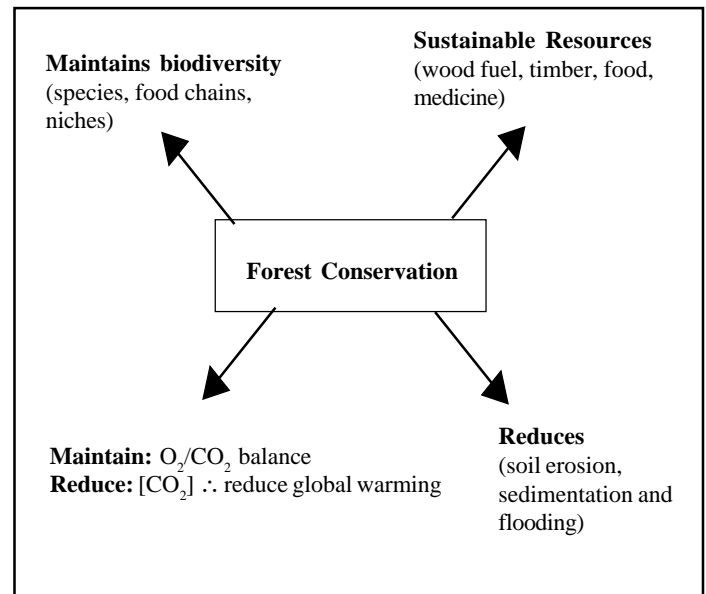 Maintains biodiversity
(species, food chains,
niches)
Sustainable Resources
(wood fuel, timber, food,
medicine)
Forest Conservation
Maintain: O₂/CO₂ balance
Reduce: [CO₂] ∴ reduce global warming
Reduces
(soil erosion,
sedimentation and
flooding)